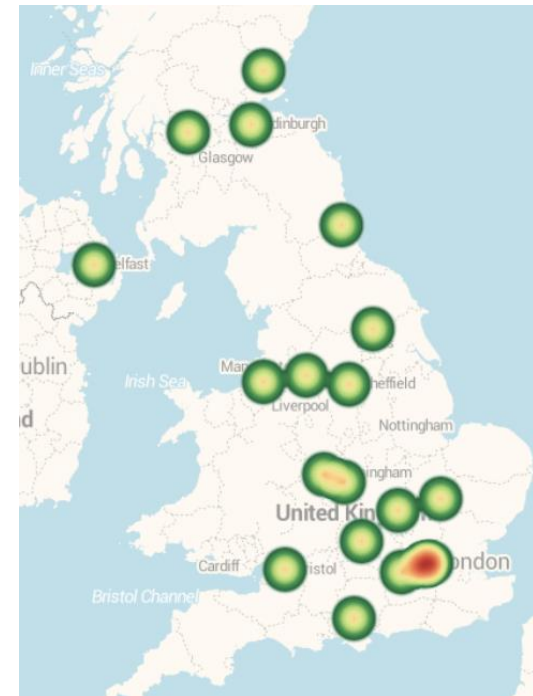 Inner Seas
dinburgh
Glasgow
elfast
ublin
Irish Sea
Man
heffield
Liverpool
d
Nottingham
ingham
United Kin
Cardiff
istol
ondon
Bristol Channel